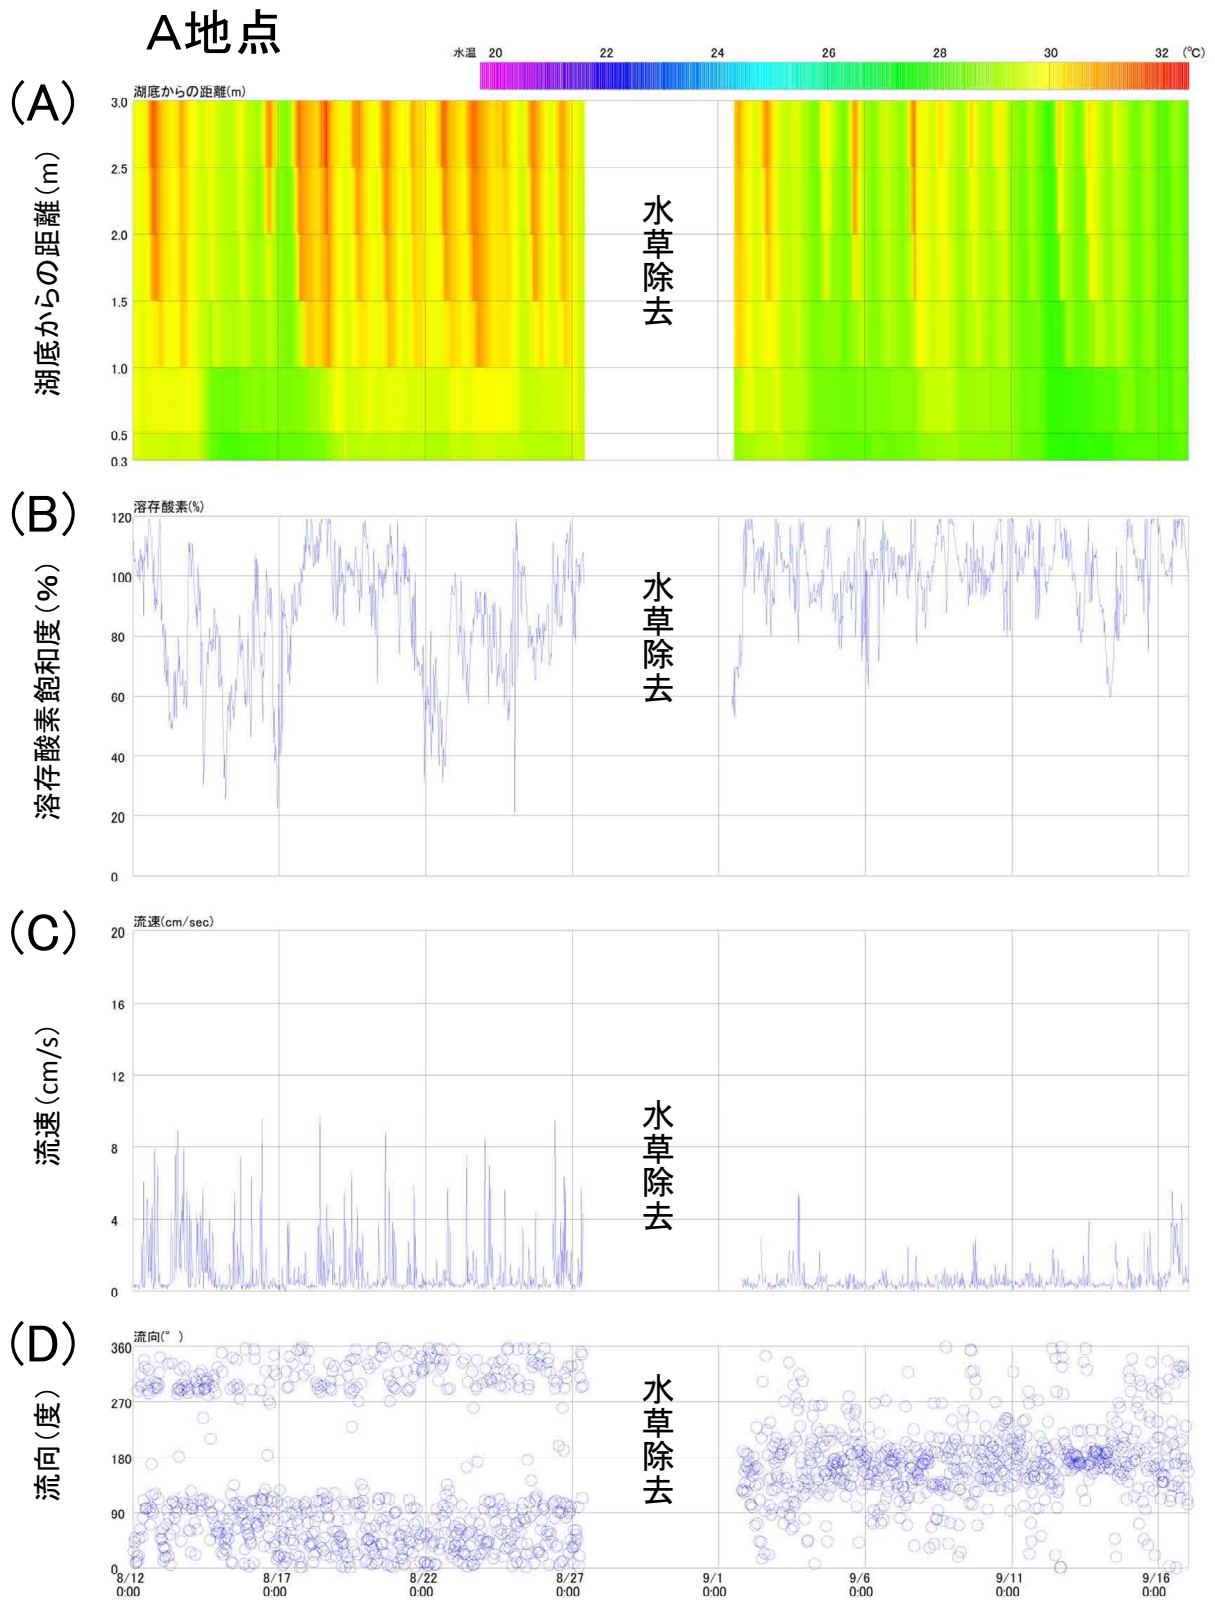 A地点
水温 20 22 24 26 28 30 32 (℃)
(A)
湖底からの距離(m)
湖底からの距離(m)
3.0
2.5
2.0
1.5
1.0
0.5
0.3
水草除去
(B)
溶存酸素(%)
溶存酸素飽和度(%)
120
100
80
60
40
20
0
水草除去
(C)
流速(cm/sec)
流速(cm/s)
20
16
12
8
4
0
水草除去
(D)
流向(°)
流向(度)
360
270
180
90
0
水草除去
8/12 8/17 8/22 8/27 9/1 9/6 9/11 9/16
0:00 0:00 0:00 0:00 0:00 0:00 0:00 0:00